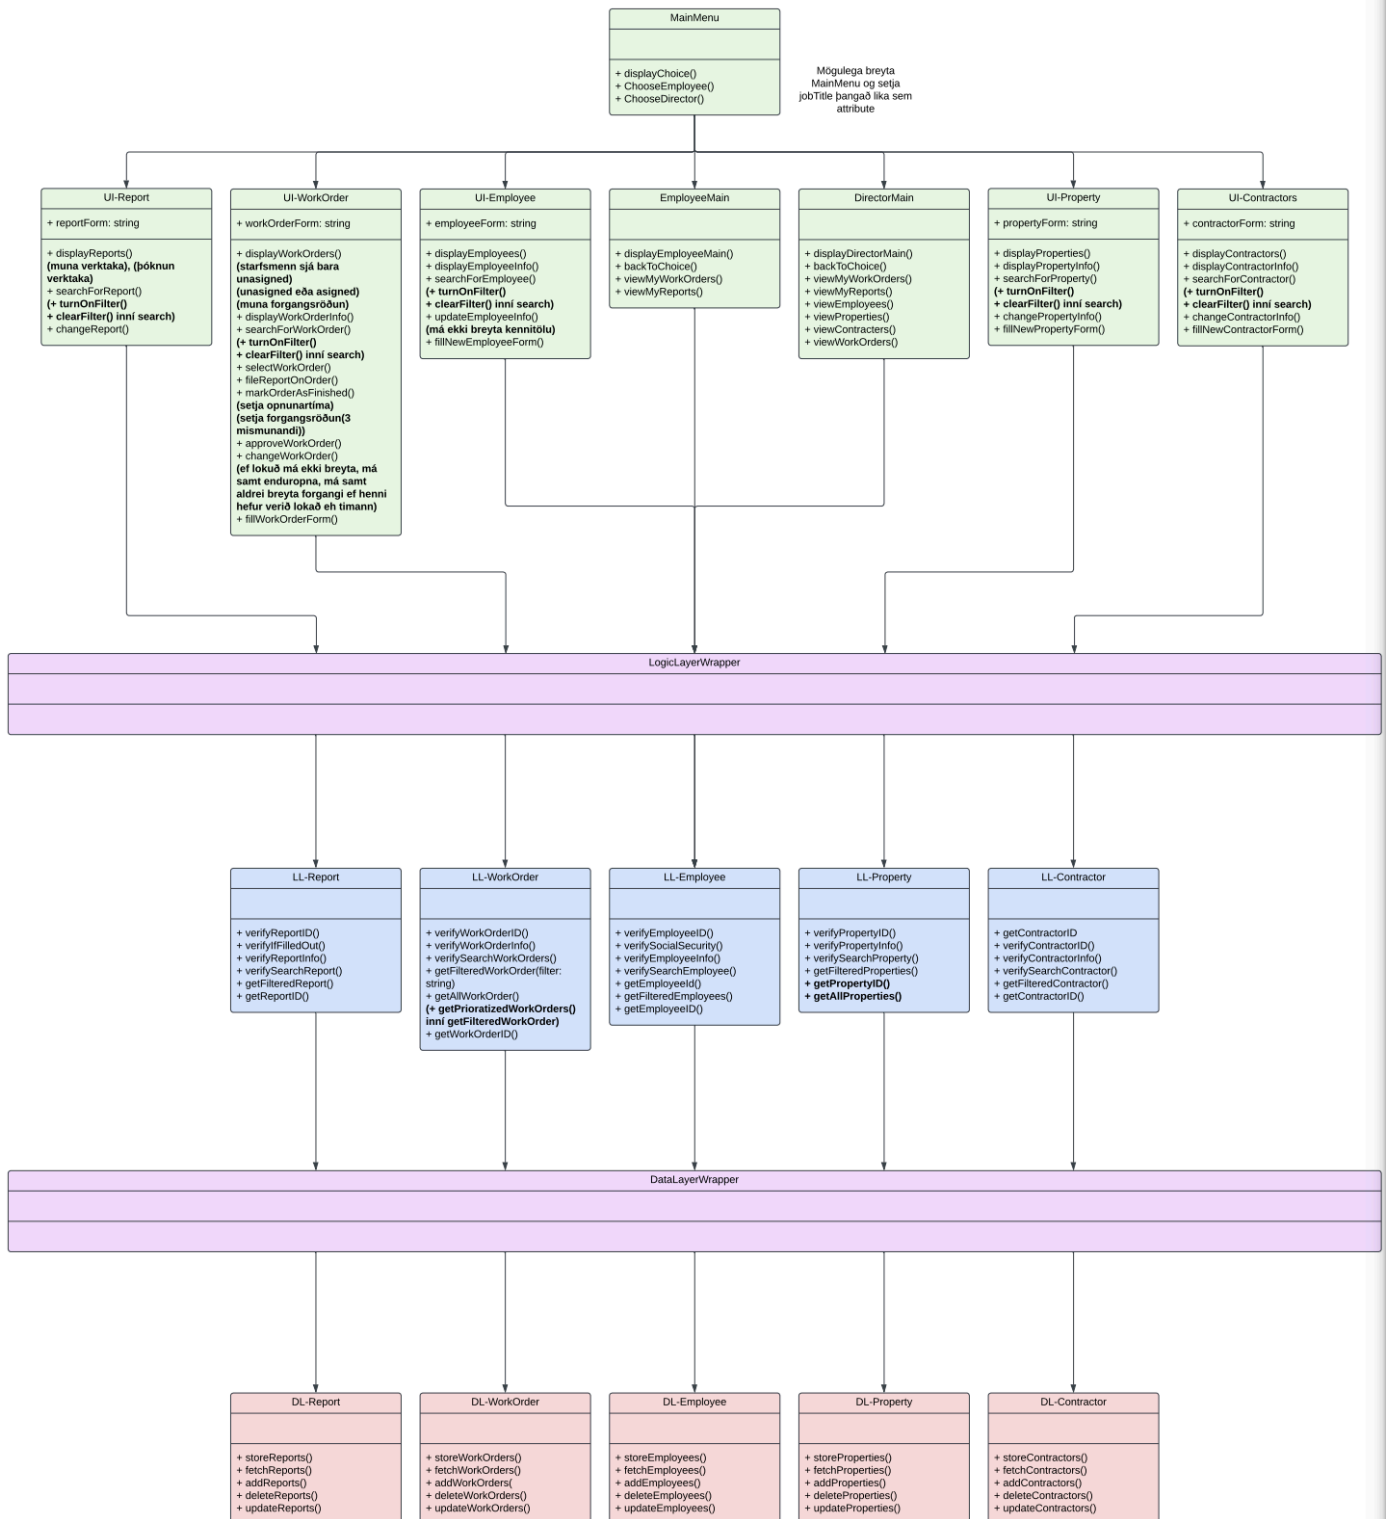 MainMenu
+ displayChoice()
+ ChooseEmployee()
+ ChooseDirector()
Mögulega breyta
MainMenu og setja
jobTitle þangað lika sem
attribute
UI-Report
+ reportForm: string
+ displayReports()
(muna verktaka), (þóknun
verktaka)
+ searchForReport()
(+ turnOnFilter()
+ clearFilter() inní search)
+ changeReport()
UI-WorkOrder
+ workOrderForm: string
+ displayWorkOrders()
(starfsmenn sjá bara
unasigned)
(unasigned eða asigned)
(muna forgangsröðun)
+ displayWorkOrderInfo()
+ searchForWorkOrder()
(+ turnOnFilter()
+ clearFilter() inní search)
+ selectWorkOrder()
+ fileReportOnOrder()
+ markOrderAsFinished()
(setja opnunartíma)
(setja forgangsröðun(3
mismunandi))
+ approveWorkOrder()
+ changeWorkOrder()
(ef lokuð má ekki breyta, má
samt enduropna, má samt
aldrei breyta forgangi ef henni
hefur verið lokað eh timann)
+ fillWorkOrderForm()
UI-Employee
+ employeeForm: string
+ displayEmployees()
+ displayEmployeeInfo()
+ searchForEmployee()
(+ turnOnFilter()
+ clearFilter() inní search)
+ updateEmployeeInfo()
(má ekki breyta kennitölu)
+ fillNewEmployeeForm()
EmployeeMain
+ displayEmployeeMain()
+ backToChoice()
+ viewMyWorkOrders()
+ viewMyReports()
DirectorMain
+ displayDirectorMain()
+ backToChoice()
+ viewMyWorkOrders()
+ viewMyReports()
+ viewEmployees()
+ viewProperties()
+ viewContracters()
+ viewWorkOrders()
UI-Property
+ propertyForm: string
+ displayProperties()
+ displayPropertyInfo()
+ searchForProperty()
(+ turnOnFilter()
+ clearFilter() inní search)
+ changePropertyInfo()
+ fillNewPropertyForm()
UI-Contractors
+ contractorForm: string
+ displayContractors()
+ displayContractorInfo()
+ searchForContractor()
(+ turnOnFilter()
+ clearFilter() inní search)
+ changeContractorInfo()
+ fillNewContractorForm()
LogicLayerWrapper
LL-Report
+ verifyReportID()
+ verifyIfFilledOut()
+ verifyReportInfo()
+ verifySearchReport()
+ getFilteredReport()
+ getReportID()
LL-WorkOrder
+ verifyWorkOrderID()
+ verifyWorkOrderInfo()
+ verifySearchWorkOrders()
+ getFilteredWorkOrder(filter:
string)
+ getAllWorkOrder()
(+ getPrioratizedWorkOrders()
inní getFilteredWorkOrder)
+ getWorkOrderID()
LL-Employee
+ verifyEmployeeID()
+ verifySocialSecurity()
+ verifyEmployeeInfo()
+ verifySearchEmployee()
+ getEmployeeId()
+ getFilteredEmployees()
+ getEmployeeID()
LL-Property
+ verifyPropertyID()
+ verifyPropertyInfo()
+ verifySearchProperty()
+ getFilteredProperties()
+ getPropertyID()
+ getAllProperties()
LL-Contractor
+ getContractorID
+ verifyContractorID()
+ verifyContractorInfo()
+ verifySearchContractor()
+ getFilteredContractor()
+ getContractorID()
DataLayerWrapper
DL-Report
+ storeReports()
+ fetchReports()
+ addReports()
+ deleteReports()
+ updateReports()
DL-WorkOrder
+ storeWorkOrders()
+ fetchWorkOrders()
+ addWorkOrders(
+ deleteWorkOrders()
+ updateWorkOrders()
DL-Employee
+ storeEmployees()
+ fetchEmployees()
+ addEmployees()
+ deleteEmployees()
+ updateEmployees()
DL-Property
+ storeProperties()
+ fetchProperties()
+ addProperties()
+ deleteProperties()
+ updateProperties()
DL-Contractor
+ storeContractors()
+ fetchContractors()
+ addContractors()
+ deleteContractors()
+ updateContractors()